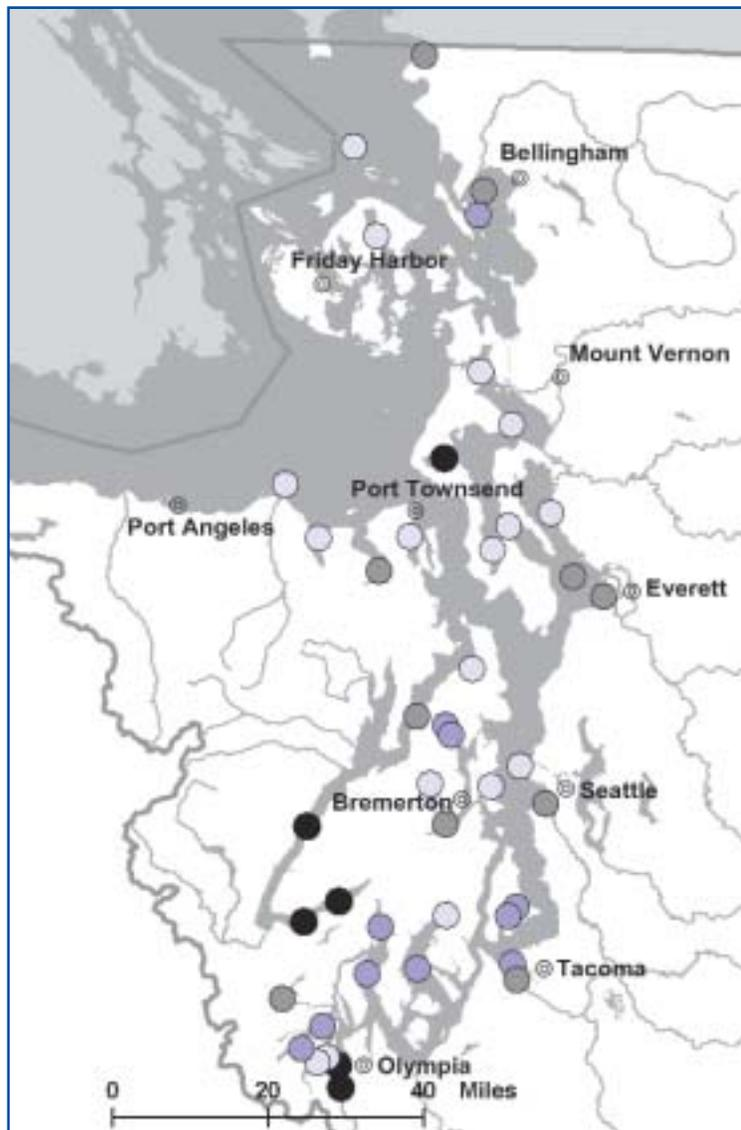 Bellingham
Friday Harbor
Mount Vernon
Port Townsend
Port Angeles
Everett
Bremerton
Seattle
Tacoma
Olympia
0 20 40 Miles